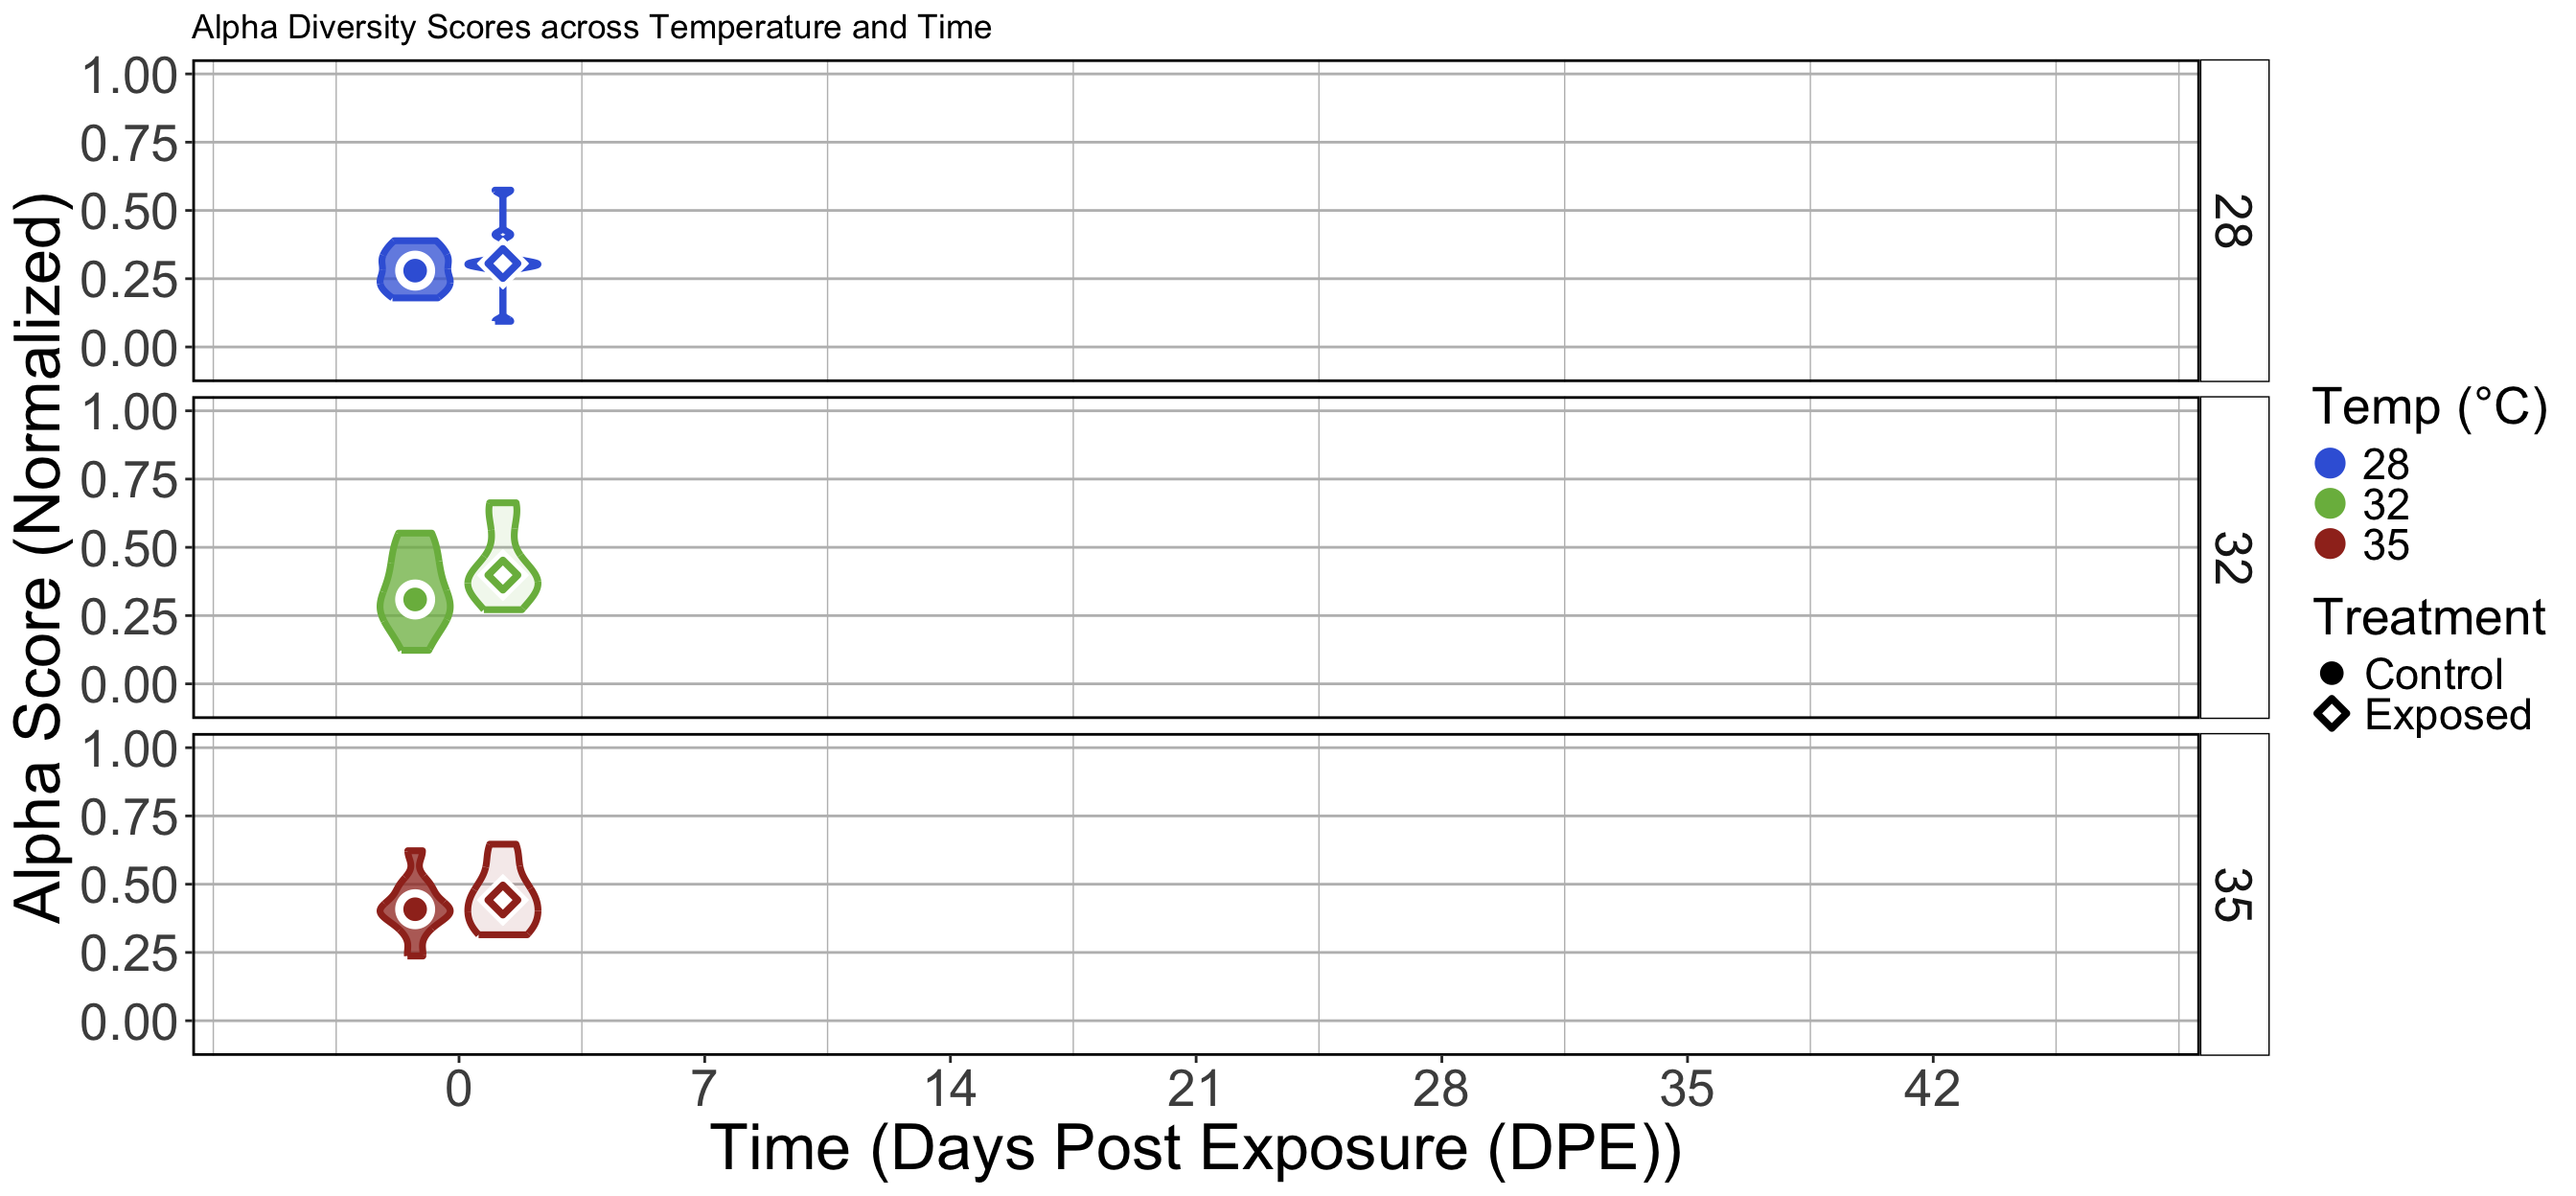 Alpha Diversity Scores across Temperature and Time
Alpha Score (Normalized)
1.00
0.75
0.50
0.25
0.00
28
1.00
0.75
0.50
0.25
0.00
32
1.00
0.75
0.50
0.25
0.00
35
0 7 14 21 28 35 42
Time (Days Post Exposure (DPE))
Temp (°C)
28
32
35
Treatment
Control
Exposed